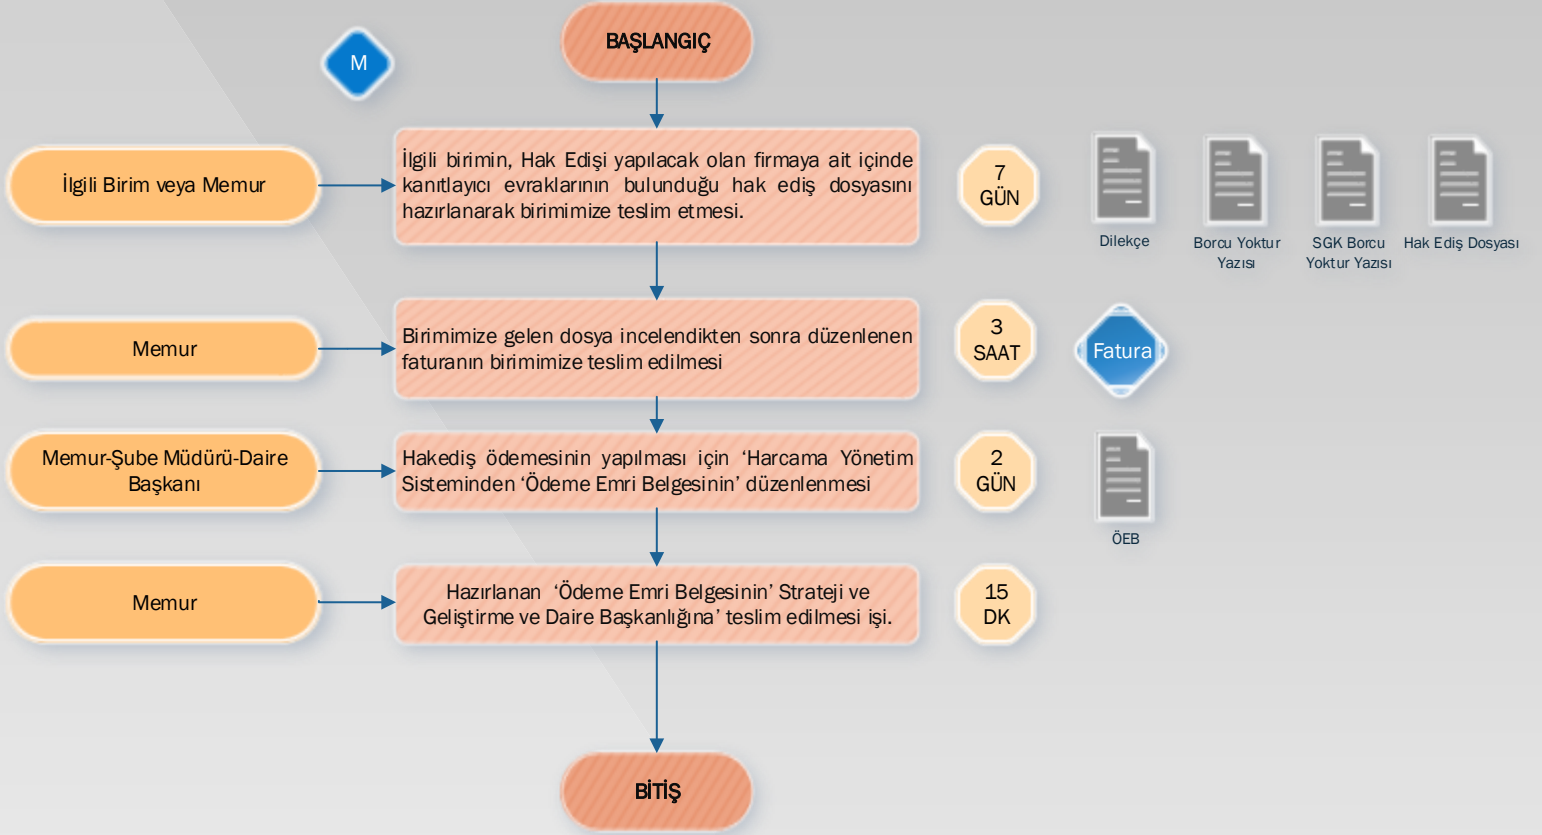 BAŞLANGIÇ
M
İlgili Birim veya Memur
İlgili birimin, Hak Edişi yapılacak olan firmaya ait içinde
kanıtlayıcı evraklarının bulunduğu hak ediş dosyasını
hazırlanarak birimimize teslim etmesi.
7
GÜN
Dilekçe
Borcu Yoktur
Yazısı
SGK Borcu
Yoktur Yazısı
Hak Ediş Dosyası
Memur
Birimimize gelen dosya incelendikten sonra düzenlenen
faturanın birimimize teslim edilmesi
3
SAAT
Fatura
Memur-Şube Müdürü-Daire
Başkanı
Hakediş ödemesinin yapılması için ‘Harcama Yönetim
Sisteminden ‘Ödeme Emri Belgesinin’ düzenlenmesi
2
GÜN
ÖEB
Memur
Hazırlanan ‘Ödeme Emri Belgesinin’ Strateji ve
Geliştirme ve Daire Başkanlığına’ teslim edilmesi işi.
15
DK
BİTİŞ